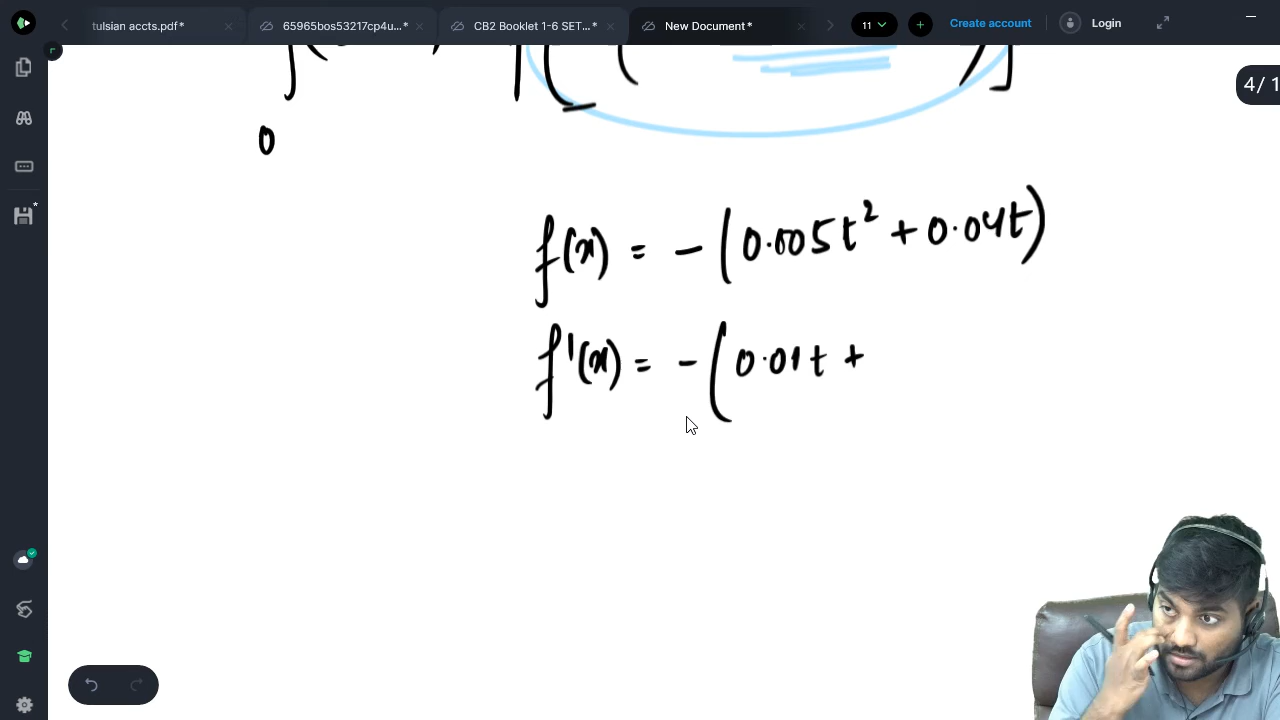 tulsian accts.pdf*
65965bos53217cp4u...*
CB2 Booklet 1-6 SET...*
New Document*
11
Create account
Login
4/1
0
f(x) = -(0.005t² + 0.04t)
f'(x) = -(0.01t +